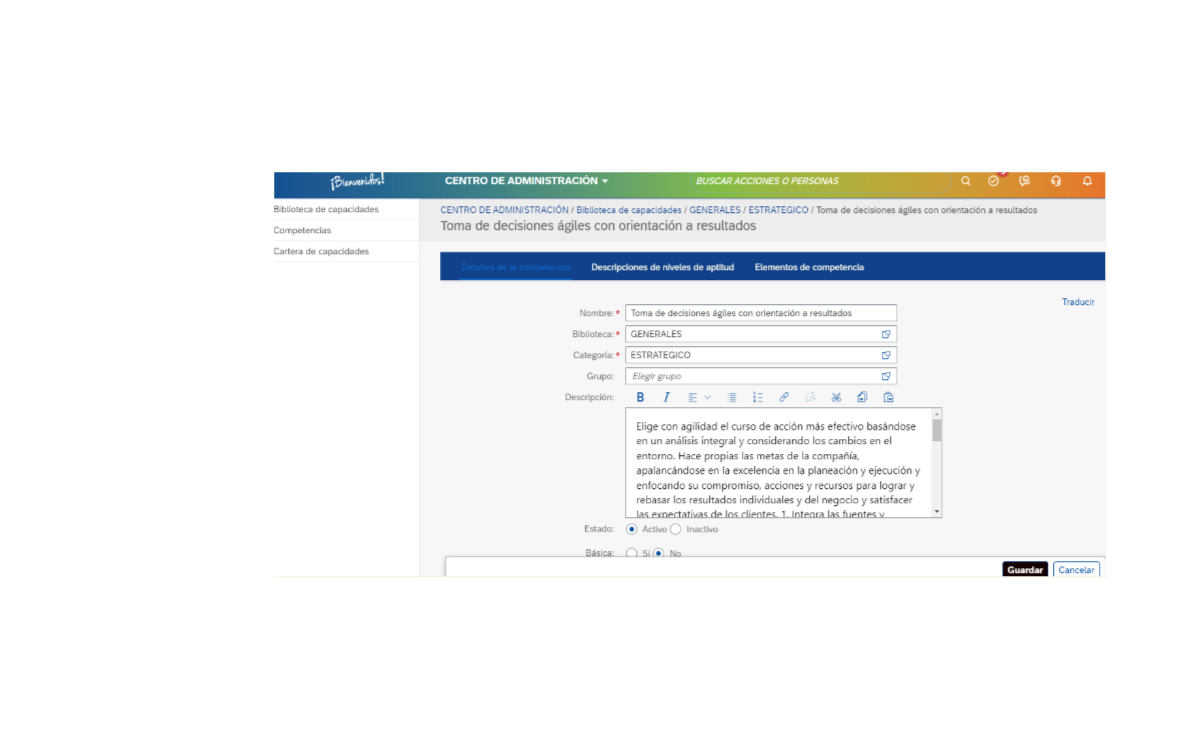 ¡Bienvenidos!
CENTRO DE ADMINISTRACIÓN
BUSCAR ACCIONES O PERSONAS
Biblioteca de capacidades
Competencias
Cartera de capacidades
CENTRO DE ADMINISTRACIÓN / Biblioteca de capacidades / GENERALES / ESTRATEGICO / Toma de decisiones ágiles con orientación a resultados
Toma de decisiones ágiles con orientación a resultados
Detalles de la competencia Descripciones de niveles de aptitud Elementos de competencia
Traducir
Nombre:* Toma de decisiones ágiles con orientación a resultados
Biblioteca:* GENERALES
Categoría:* ESTRATEGICO
Grupo: Elegir grupo
Descripción: B I
Elige con agilidad el curso de acción más efectivo basándose
en un análisis integral y considerando los cambios en el
entorno. Hace propias las metas de la compañía,
apalancándose en la excelencia en la planeación y ejecución y
enfocando su compromiso, acciones y recursos para lograr y
rebasar los resultados individuales y del negocio y satisfacer
las expectativas de los clientes. 1. Integra las fuentes y
Estado: Activo Inactivo
Básica: Sí No
Guardar Cancelar